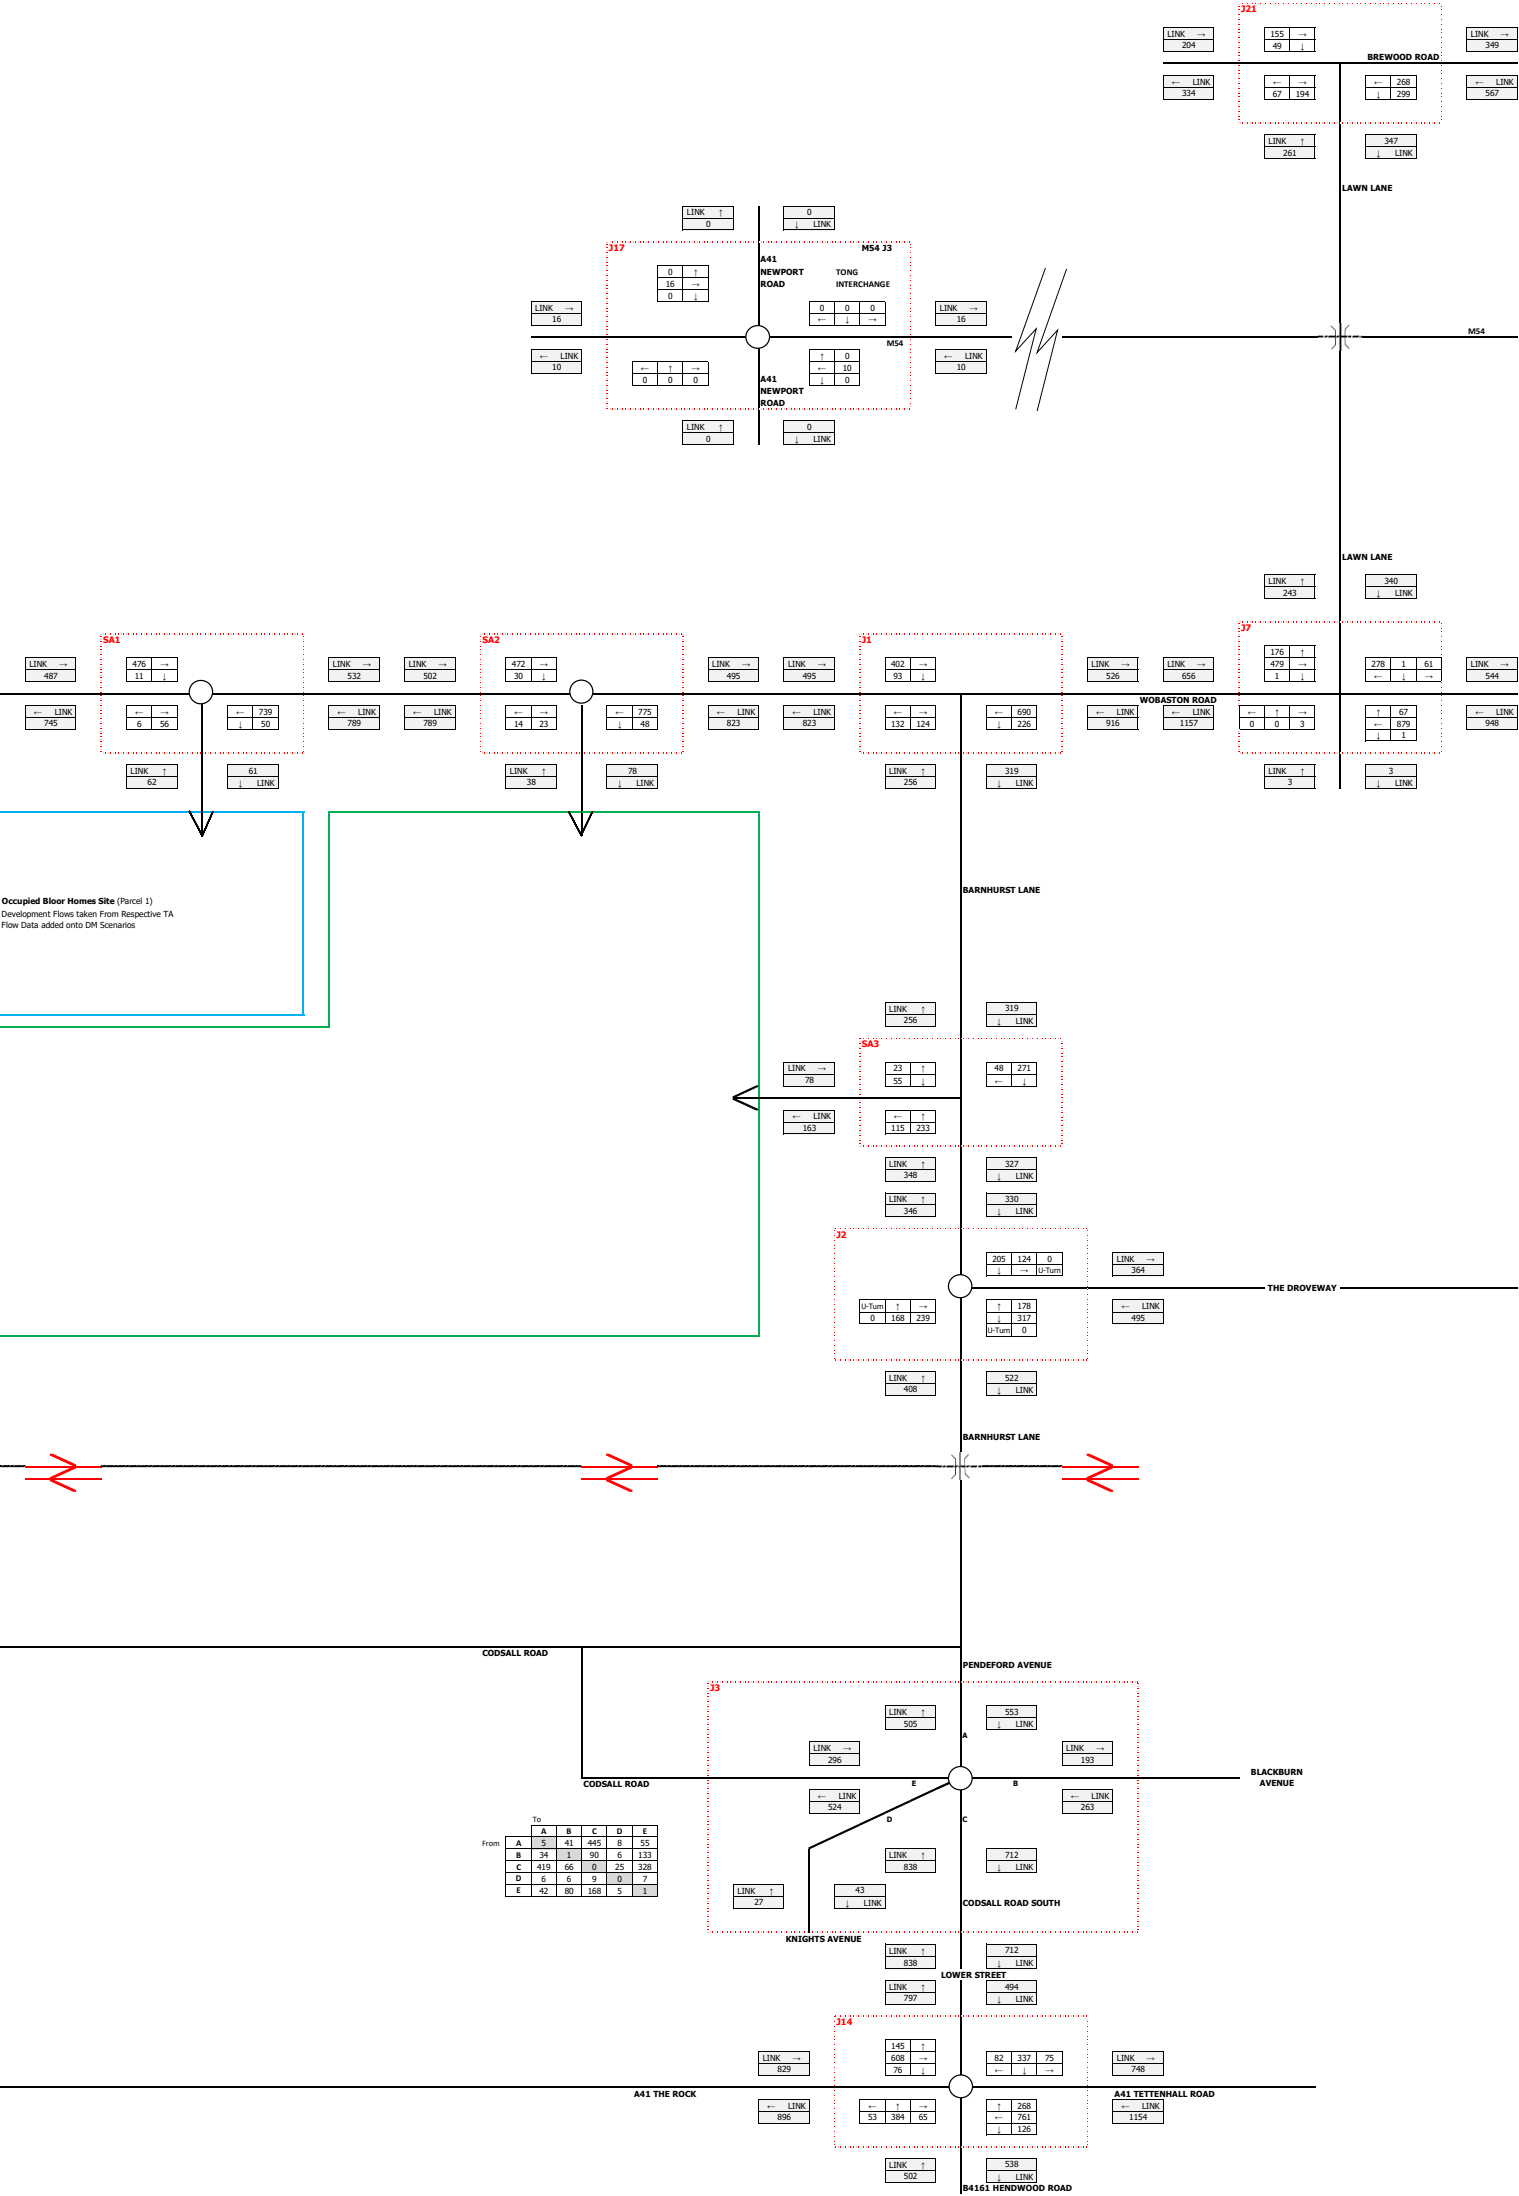 J21
LINK → 155 → LINK →
204 49 ↓ 349
BREWOOD ROAD
← LINK ← → ← 268 ← LINK
334 67 194 ↓ 299 567
LINK ↑ 347
261 ↓ LINK
LAWN LANE
LINK ↑ 0
0 ↓ LINK
J17 M54 J3
A41
NEWPORT
ROAD
TONG
INTERCHANGE
0 ↑
16 →
0 ↓
LINK → 0 0 0 LINK →
16 ← ↓ → 16
M54
M54
← LINK ← ↑ → ↑ 0 ← LINK
10 0 0 0 ← 10 10
↓ 0
A41
NEWPORT
ROAD
LINK ↑ 0
0 ↓ LINK
LAWN LANE
LINK ↑ 340
243 ↓ LINK
SA1 SA2 J1 J7
176 ↑
LINK → 476 → LINK → LINK → 472 → LINK → LINK → 402 → LINK → LINK → 479 → 278 1 61 LINK →
487 11 ↓ 532 502 30 ↓ 495 495 93 ↓ 526 656 1 ↓ ← ↓ → 544
WOBASTON ROAD
← LINK ← → ← 739 ← LINK ← LINK ← → ← 775 ← LINK ← LINK ← → ← 690 ← LINK ← LINK ← ↑ → ↑ 67 ← LINK
745 6 56 ↓ 50 789 789 14 23 ↓ 48 823 823 132 124 ↓ 226 916 1157 0 0 3 ← 879 948
↓ 1
LINK ↑ 61 LINK ↑ 78 LINK ↑ 319 LINK ↑ 3
62 ↓ LINK 38 ↓ LINK 256 ↓ LINK 3 ↓ LINK
BARNHURST LANE
Occupied Bloor Homes Site (Parcel 1)
Development Flows taken From Respective TA
Flow Data added onto DM Scenarios
LINK ↑ 319
256 ↓ LINK
SA3
LINK → 23 ↑ 48 271
78 55 ↓ ← ↓
← LINK ← ↑
163 115 233
LINK ↑ 327
348 ↓ LINK
LINK ↑ 330
346 ↓ LINK
J2
205 124 0 LINK →
↓ → U-Turn 364
THE DROVEWAY
U-Turn ↑ → ↑ 178 ← LINK
0 168 239 ↓ 317 495
U-Turn 0
LINK ↑ 522
408 ↓ LINK
BARNHURST LANE
CODSALL ROAD
PENDEFORD AVENUE
J3
LINK ↑ 553
505 ↓ LINK
A
LINK → LINK →
296 193
BLACKBURN
AVENUE
CODSALL ROAD E B
← LINK ← LINK
524 263
D C
To
A B C D E
From A 5 41 445 8 55
B 34 1 90 6 133
C 419 66 0 25 328
D 6 6 9 0 7
E 42 80 168 5 1
LINK ↑ 712
838 ↓ LINK
LINK ↑ 43
27 ↓ LINK
CODSALL ROAD SOUTH
KNIGHTS AVENUE
LINK ↑ 712
838 ↓ LINK
LOWER STREET
LINK ↑ 494
797 ↓ LINK
J14
145 ↑
LINK → 608 → 82 337 75 LINK →
829 76 ↓ ← ↓ → 748
A41 THE ROCK A41 TETTENHALL ROAD
← LINK ← ↑ → ↑ 268 ← LINK
896 53 384 65 ← 761 1154
↓ 126
LINK ↑ 538
502 ↓ LINK
B4161 HENDWOOD ROAD